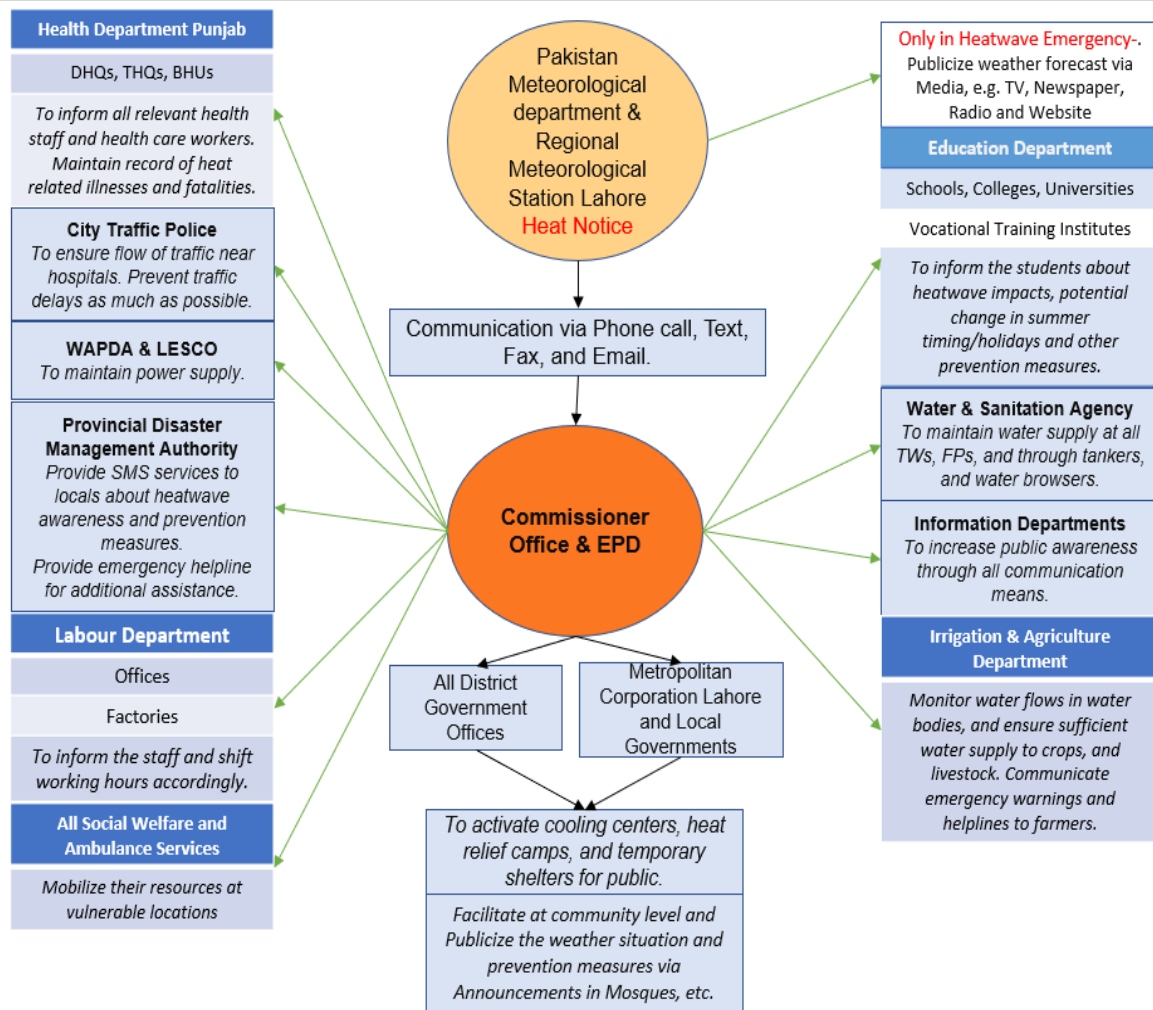 Health Department Punjab
DHQs, THQs, BHUs
To inform all relevant health
staff and health care workers.
Maintain record of heat
related illnesses and fatalities.
City Traffic Police
To ensure flow of traffic near
hospitals. Prevent traffic
delays as much as possible.
WAPDA & LESCO
To maintain power supply.
Provincial Disaster
Management Authority
Provide SMS services to
locals about heatwave
awareness and prevention
measures.
Provide emergency helpline
for additional assistance.
Labour Department
Offices
Factories
To inform the staff and shift
working hours accordingly.
All Social Welfare and
Ambulance Services
Mobilize their resources at
vulnerable locations
Pakistan
Meteorological
department &
Regional
Meteorological
Station Lahore
Heat Notice
Communication via Phone call, Text,
Fax, and Email.
Commissioner
Office & EPD
All District
Government
Offices
Metropolitan
Corporation Lahore
and Local
Governments
To activate cooling centers, heat
relief camps, and temporary
shelters for public.
Facilitate at community level and
Publicize the weather situation and
prevention measures via
Announcements in Mosques, etc.
Only in Heatwave Emergency-.
Publicize weather forecast via
Media, e.g. TV, Newspaper,
Radio and Website
Education Department
Schools, Colleges, Universities
Vocational Training Institutes
To inform the students about
heatwave impacts, potential
change in summer
timing/holidays and other
prevention measures.
Water & Sanitation Agency
To maintain water supply at all
TWs, FPs, and through tankers,
and water browsers.
Information Departments
To increase public awareness
through all communication
means.
Irrigation & Agriculture
Department
Monitor water flows in water
bodies, and ensure sufficient
water supply to crops, and
livestock. Communicate
emergency warnings and
helplines to farmers.